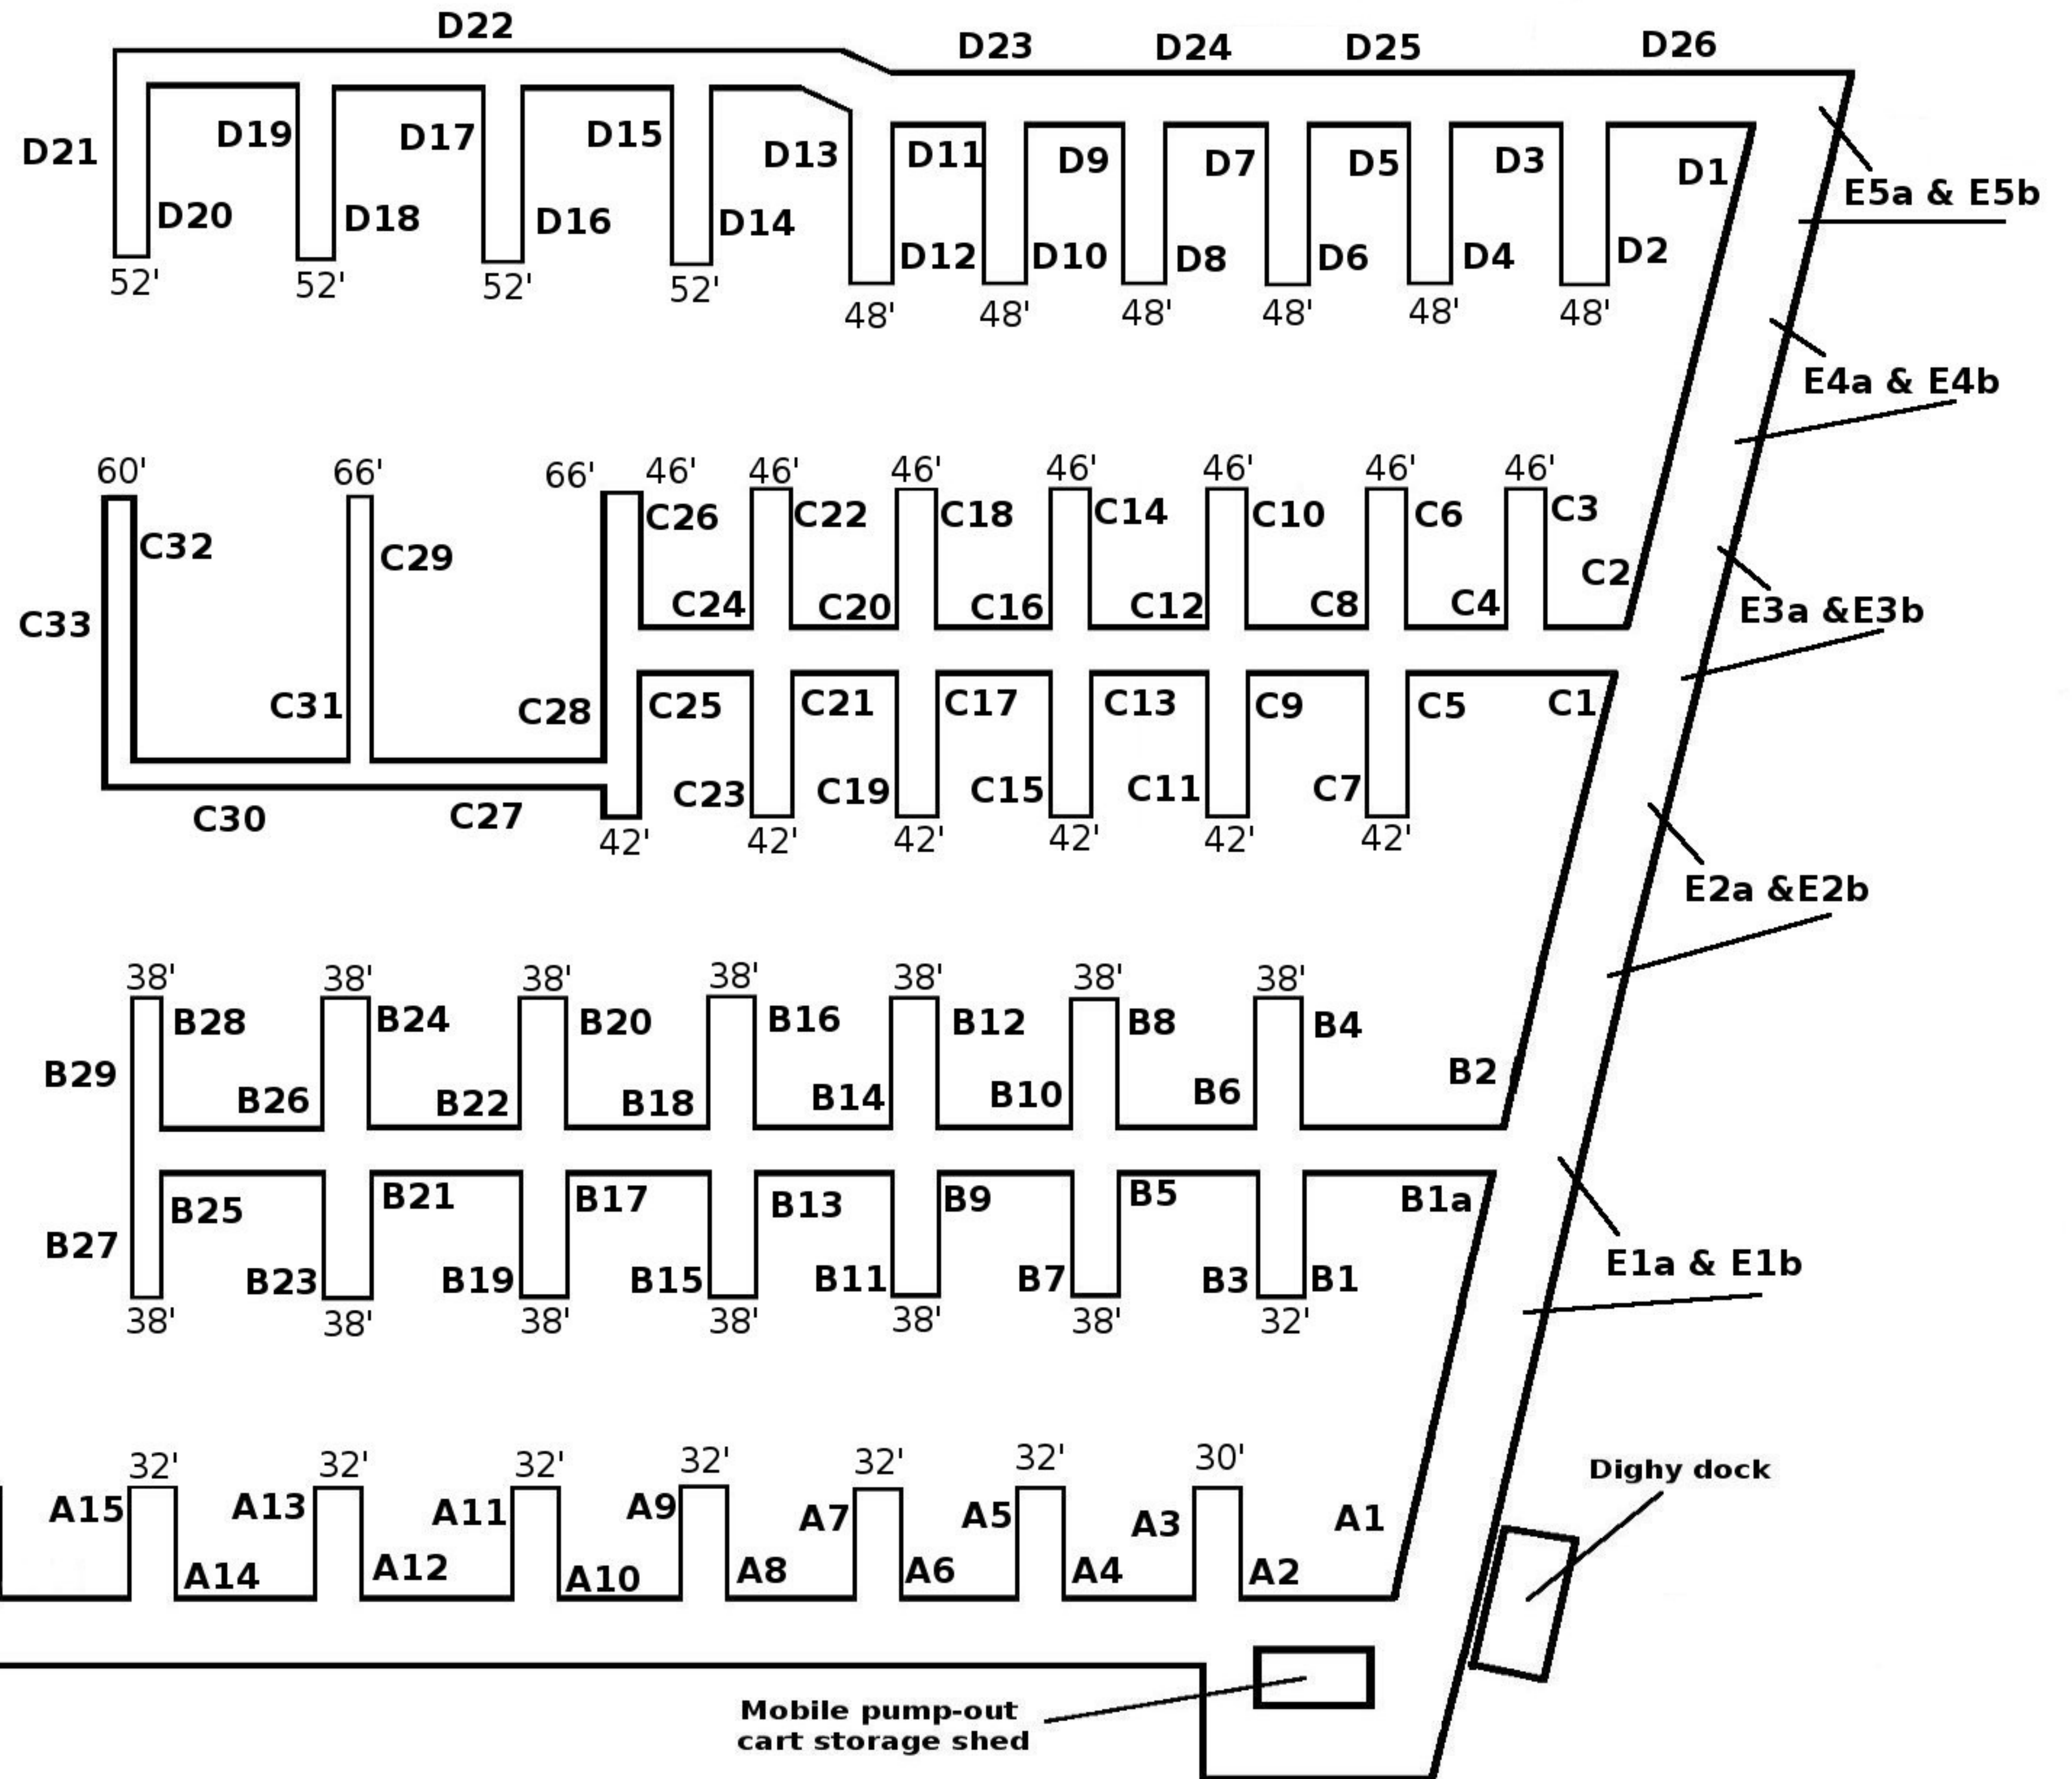 D22
D23 D24 D25 D26
D21 D19 D17 D15 D13 D11 D9 D7 D5 D3 D1
D20 D18 D16 D14 D12 D10 D8 D6 D4 D2
52' 52' 52' 52' 48' 48' 48' 48' 48' 48'
E5a & E5b
E4a & E4b
60' 66' 66' 46' 46' 46' 46' 46' 46' 46'
C32 C29 C26 C22 C18 C14 C10 C6 C3
C2
C33 C24 C20 C16 C12 C8 C4
E3a &E3b
C31 C28 C25 C21 C17 C13 C9 C5 C1
C30 C27 C23 C19 C15 C11 C7
42' 42' 42' 42' 42' 42'
E2a &E2b
38' 38' 38' 38' 38' 38' 38'
B28 B24 B20 B16 B12 B8 B4
B29 B26 B22 B18 B14 B10 B6 B2
B25 B21 B17 B13 B9 B5 B1a
B27 B23 B19 B15 B11 B7 B3 B1
E1a & E1b
38' 38' 38' 38' 38' 38' 32'
32' 32' 32' 32' 32' 32' 30'
Dighy dock
A15 A13 A11 A9 A7 A5 A3 A1
A14 A12 A10 A8 A6 A4 A2
Mobile pump-out
cart storage shed